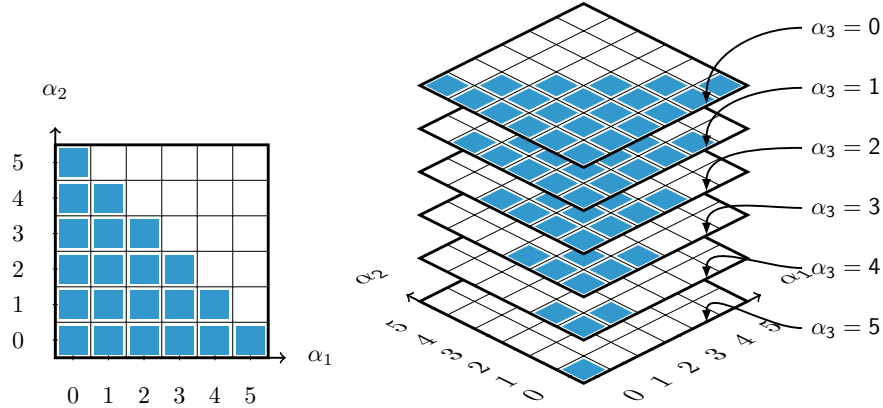 α₂
5
4
3
2
1
0
0 1 2 3 4 5
α₁
α₃ = 0
α₃ = 1
α₃ = 2
α₃ = 3
α₃ = 4
α₃ = 5
α₂
5 4 3 2 1 0
α₁
0 1 2 3 4 5